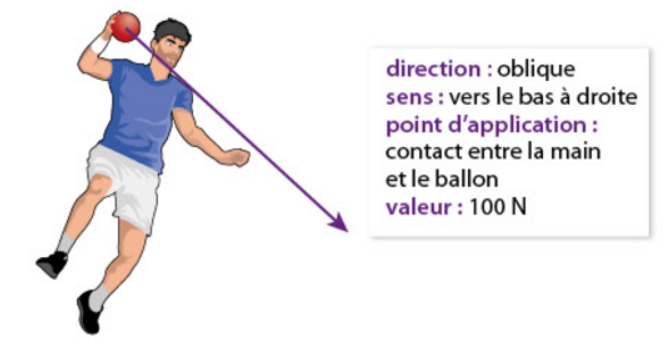 direction : oblique
sens : vers le bas à droite
point d'application :
contact entre la main
et le ballon
valeur : 100 N